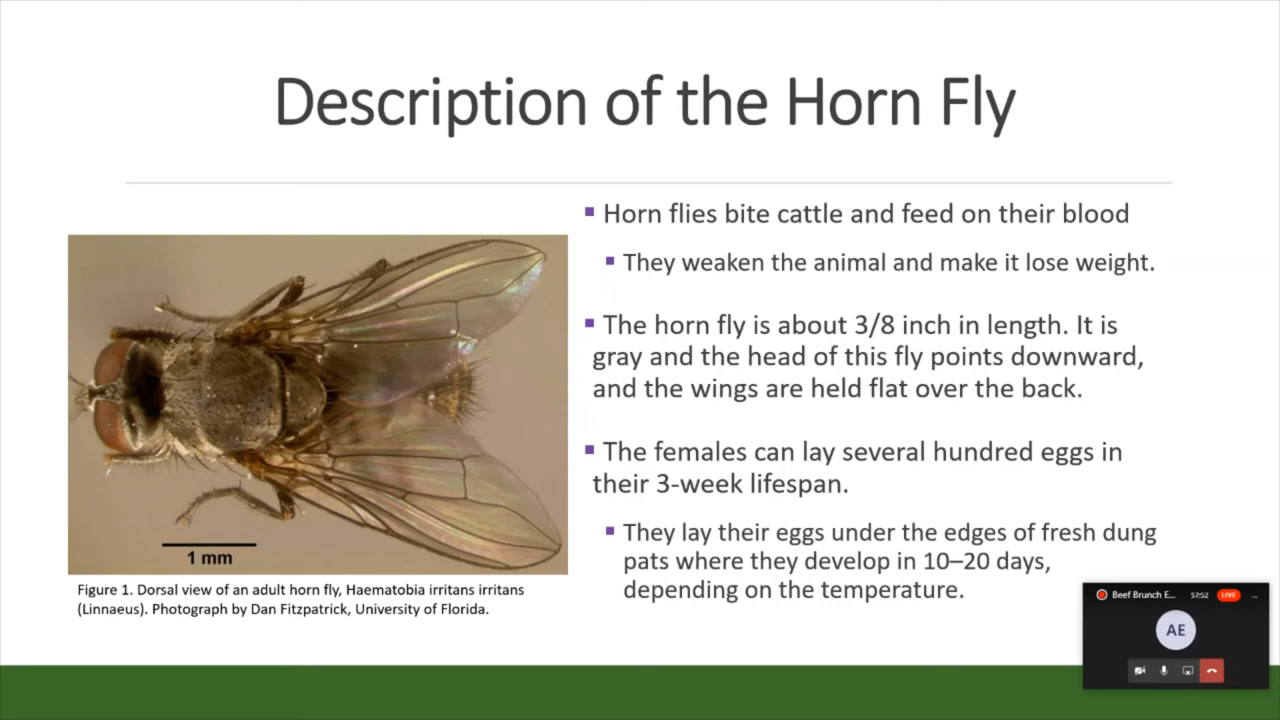 Description of the Horn Fly
Horn flies bite cattle and feed on their blood
They weaken the animal and make it lose weight.
The horn fly is about 3/8 inch in length. It is
gray and the head of this fly points downward,
and the wings are held flat over the back.
The females can lay several hundred eggs in
their 3-week lifespan.
They lay their eggs under the edges of fresh dung
pats where they develop in 10–20 days,
depending on the temperature.
1 mm
Figure 1. Dorsal view of an adult horn fly, Haematobia irritans irritans
(Linnaeus). Photograph by Dan Fitzpatrick, University of Florida.
Beef Brunch E... 57:52 LIVE ...
AE